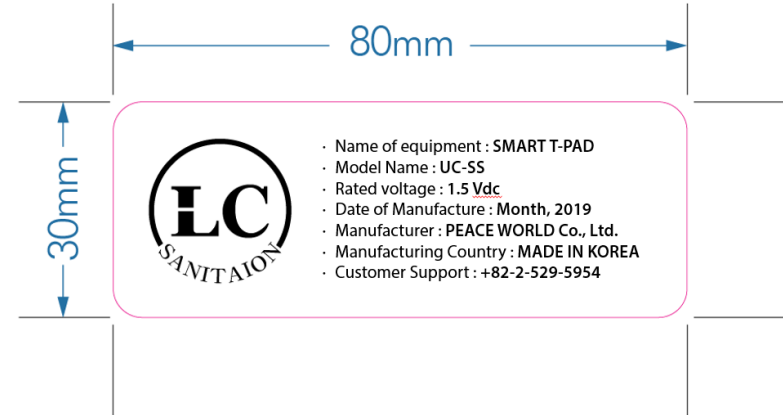 80mm
30mm
LC
SANITAION
· Name of equipment : SMART T-PAD
· Model Name : UC-SS
· Rated voltage : 1.5 Vdc
· Date of Manufacture : Month, 2019
· Manufacturer : PEACE WORLD Co., Ltd.
· Manufacturing Country : MADE IN KOREA
· Customer Support : +82-2-529-5954